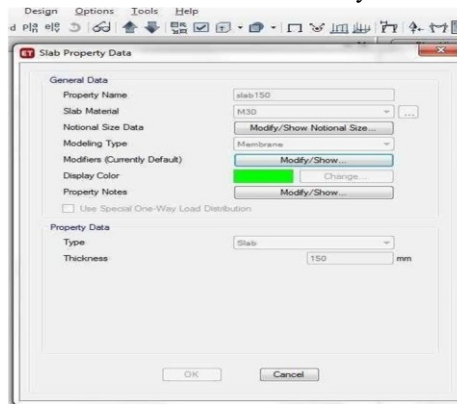 Design Options Tools Help
ET Slab Property Data
General Data
Property Name slab150
Slab Material M30 ...
Notional Size Data Modify/Show Notional Size...
Modeling Type Membrane
Modifiers (Currently Default) Modify/Show...
Display Color Change...
Property Notes Modify/Show...
Use Special One-Way Load Distribution
Property Data
Type Slab
Thickness 150 mm
OK Cancel